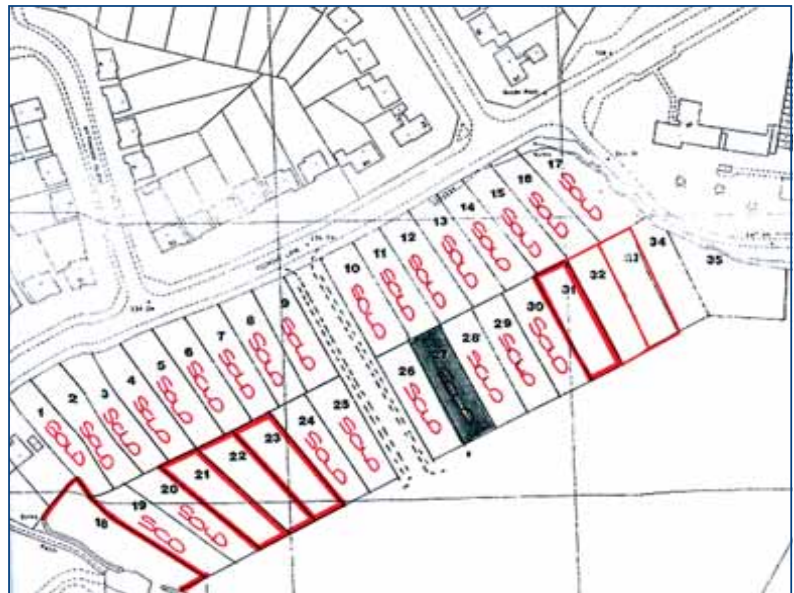 1 SOLD
2 SOLD
3 SOLD
4 SOLD
5 SOLD
6 SOLD
7 SOLD
8 SOLD
9 SOLD
10 SOLD
11 SOLD
12 SOLD
13 SOLD
14 SOLD
15 SOLD
16 SOLD
17 SOLD
18
19 SCO
20 SOLD
21
22
23
24 SOLD
25 SOLD
26 SOLD
27
28 SOLD
29 SOLD
30 SOLD
31
32
33
34
35